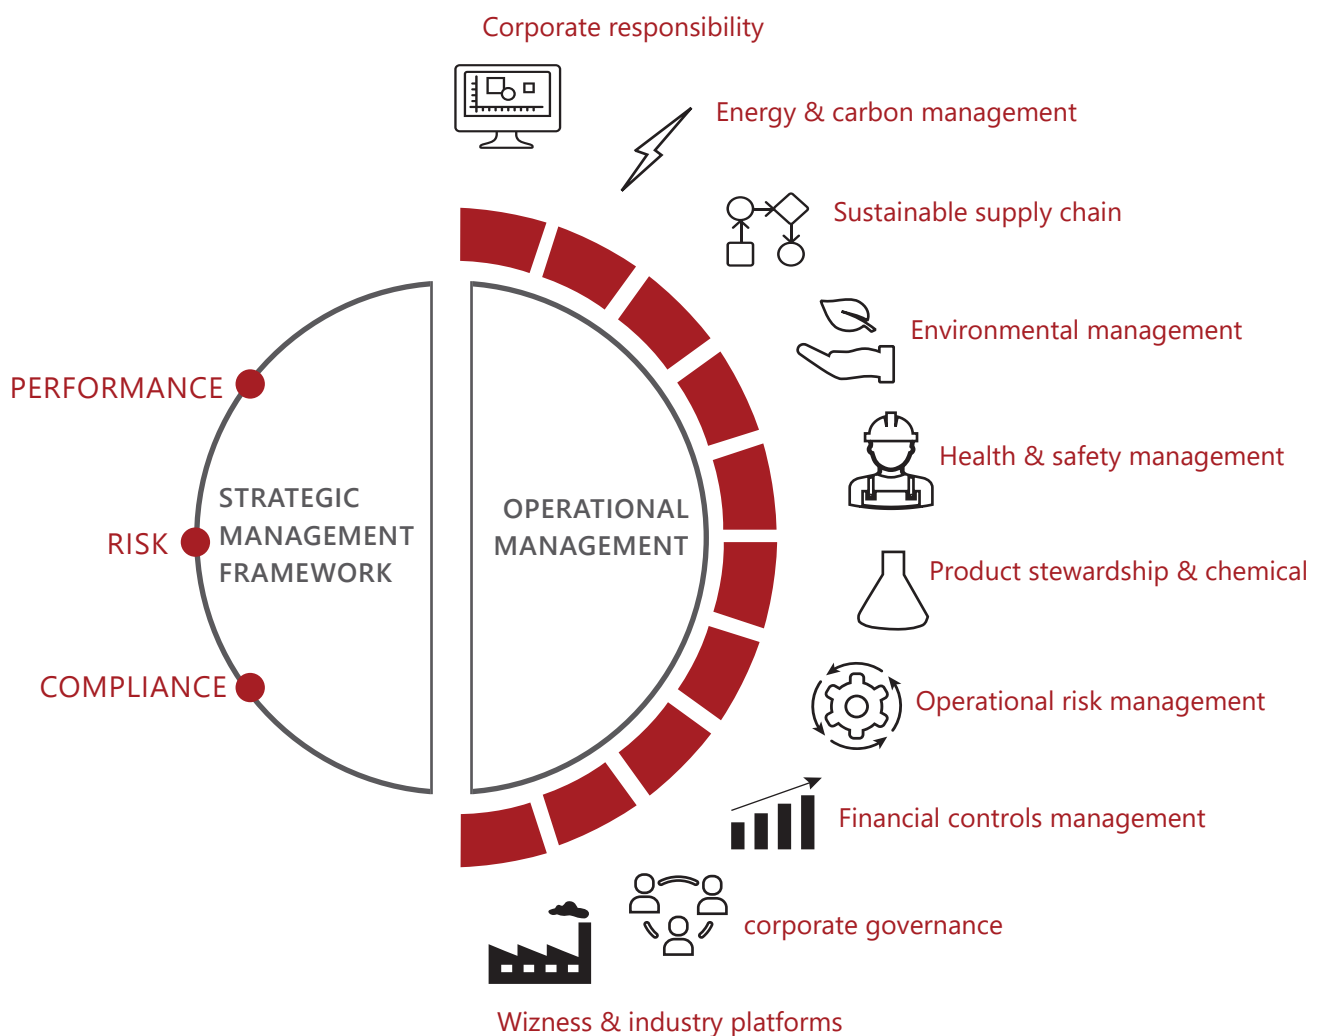 Corporate responsibility
Energy & carbon management
Sustainable supply chain
Environmental management
PERFORMANCE
Health & safety management
STRATEGIC
MANAGEMENT
FRAMEWORK
OPERATIONAL
MANAGEMENT
RISK
Product stewardship & chemical
COMPLIANCE
Operational risk management
Financial controls management
corporate governance
Wizness & industry platforms